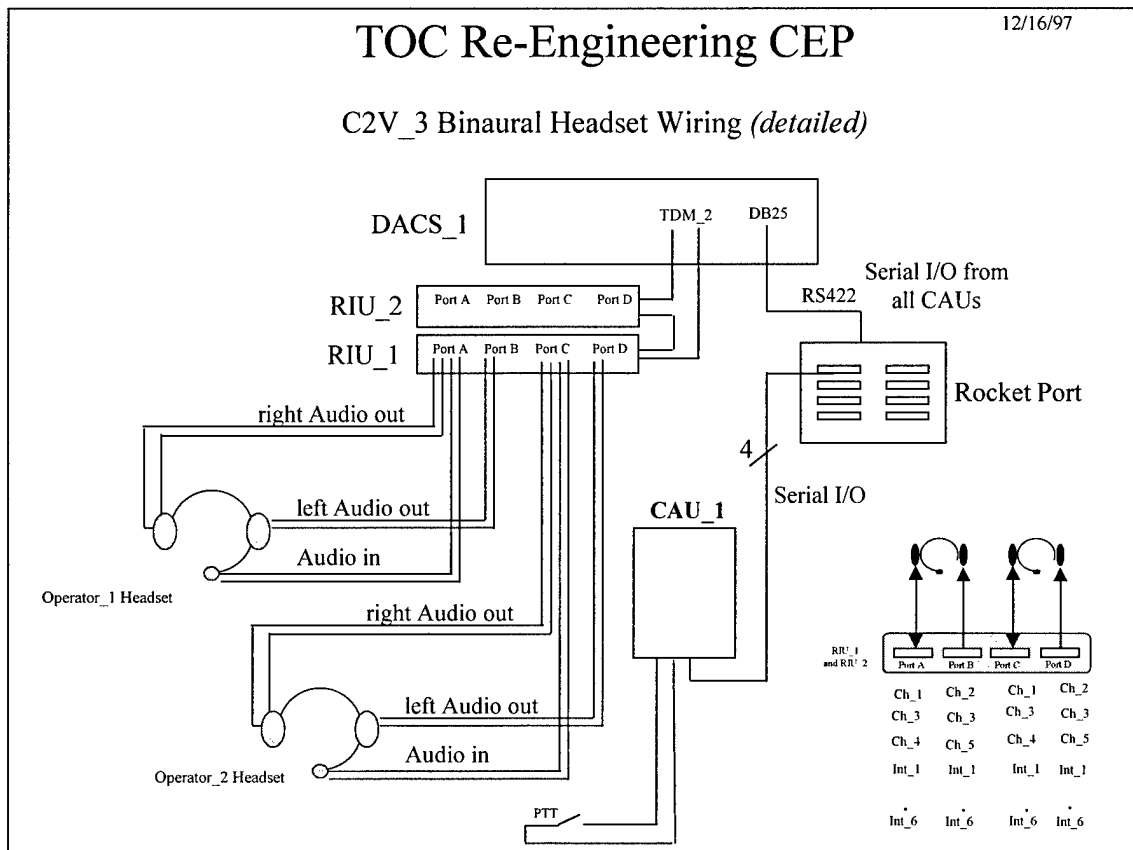 12/16/97
TOC Re-Engineering CEP
C2V_3 Binaural Headset Wiring (detailed)
DACS_1
TDM_2 DB25
Serial I/O from
all CAUs
RS422
RIU_2
Port A Port B Port C Port D
RIU_1
Port A Port B Port C Port D
Rocket Port
right Audio out
4
Serial I/O
left Audio out
CAU_1
Audio in
Operator_1 Headset
right Audio out
RIU_1
and RIU_2
Port A Port B Port C Port D
Ch_1 Ch_2 Ch_1 Ch_2
Ch_3 Ch_3 Ch_3 Ch_3
Ch_4 Ch_5 Ch_4 Ch_5
Int_1 Int_1 Int_1 Int_1
Int_6 Int_6 Int_6 Int_6
left Audio out
Audio in
Operator_2 Headset
PTT